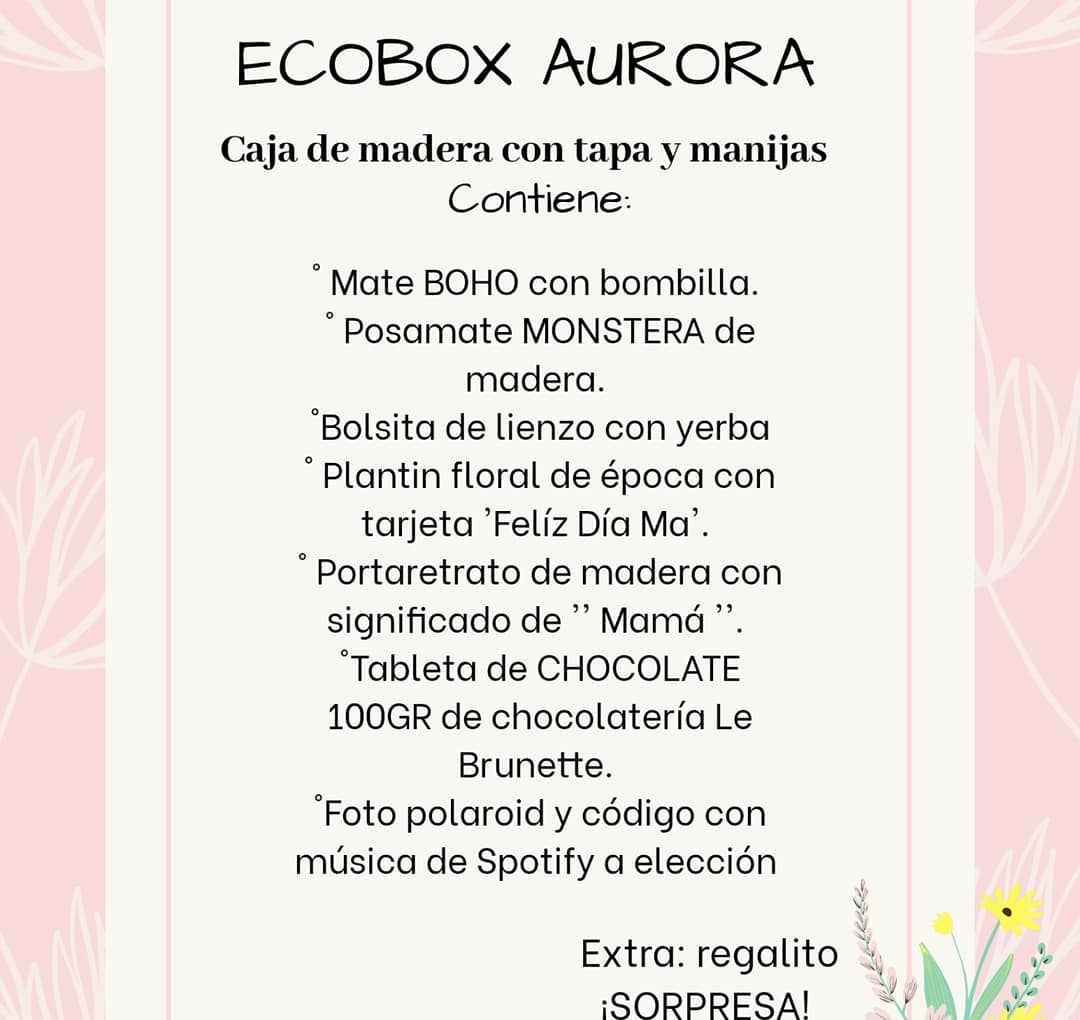 ECOBOX AURORA
Caja de madera con tapa y manijas
Contiene:
° Mate BOHO con bombilla.
° Posamate MONSTERA de
madera.
°Bolsita de lienzo con yerba
° Plantin floral de época con
tarjeta 'Felíz Día Ma'.
° Portaretrato de madera con
significado de '' Mamá ''.
°Tableta de CHOCOLATE
100GR de chocolatería Le
Brunette.
°Foto polaroid y código con
música de Spotify a elección
Extra: regalito
¡SORPRESA!